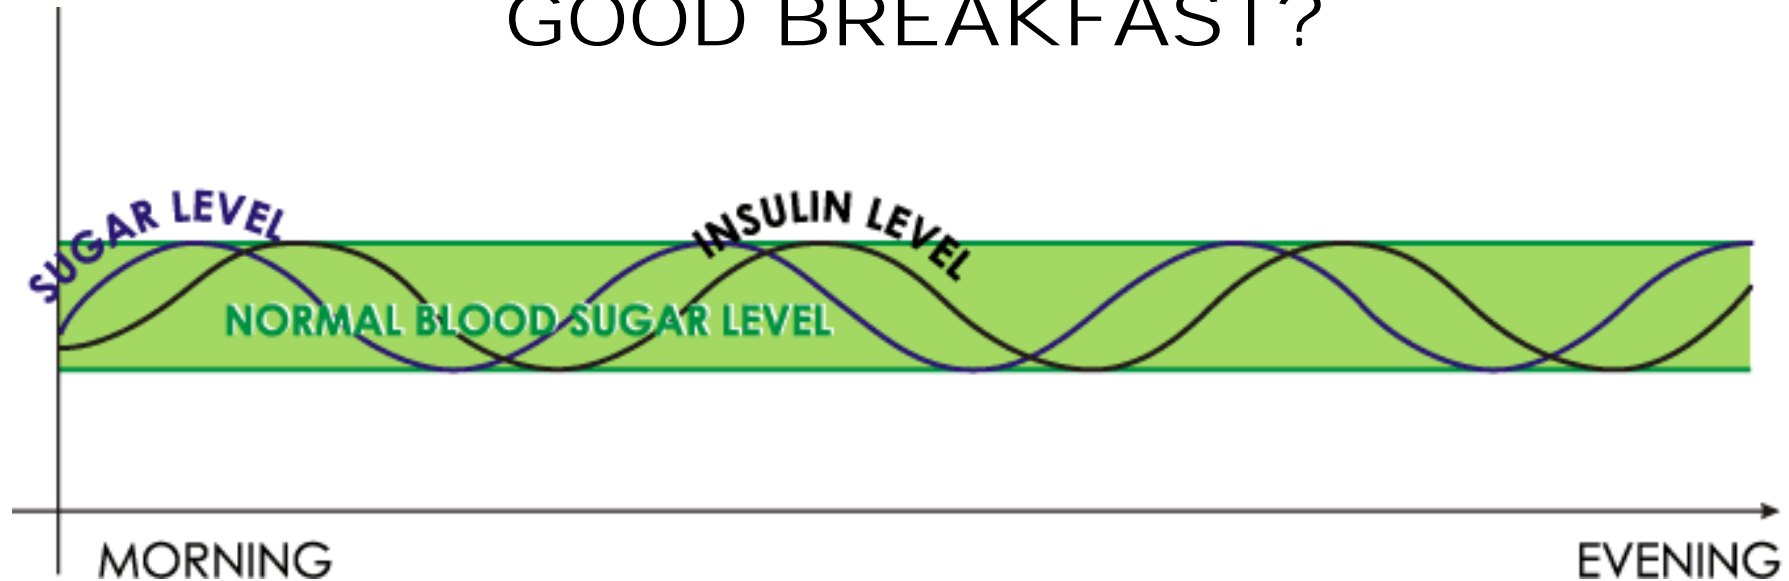 GOOD BREAKFAST?
SUGAR LEVEL
INSULIN LEVEL
NORMAL BLOOD SUGAR LEVEL
MORNING
EVENING